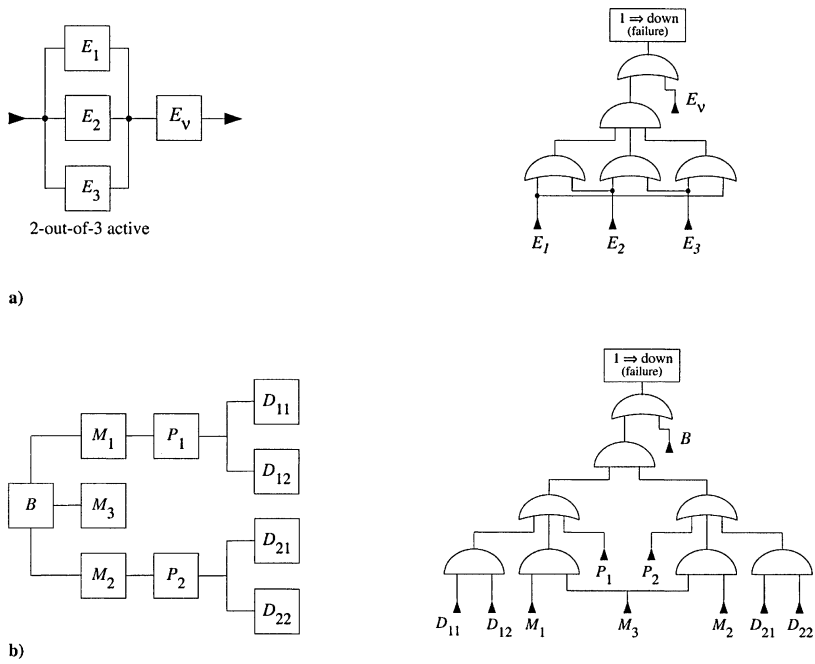 E1
E2
E3
Eν
2-out-of-3 active
1 ⇒ down
(failure)
Eν
E1
E2
E3
a)
B
M1
M3
M2
P1
P2
D11
D12
D21
D22
1 ⇒ down
(failure)
B
P1
P2
D11
D12
M1
M3
M2
D21
D22
b)